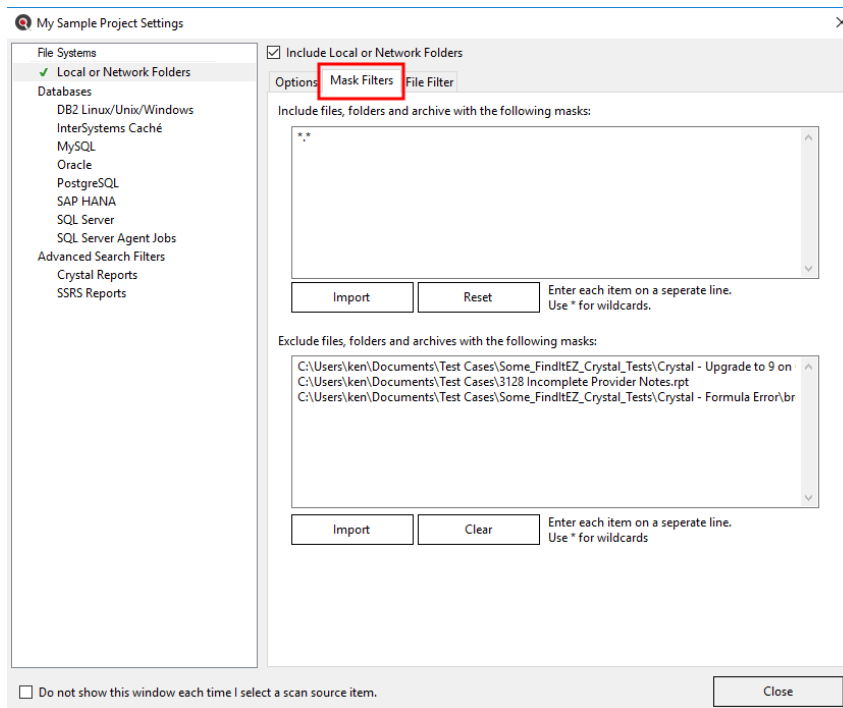 My Sample Project Settings
File Systems
Local or Network Folders
Databases
DB2 Linux/Unix/Windows
InterSystems Caché
MySQL
Oracle
PostgreSQL
SAP HANA
SQL Server
SQL Server Agent Jobs
Advanced Search Filters
Crystal Reports
SSRS Reports
Include Local or Network Folders
Options Mask Filters File Filter
Include files, folders and archive with the following masks:
*.*
Import Reset
Enter each item on a seperate line.
Use * for wildcards.
Exclude files, folders and archives with the following masks:
C:\Users\ken\Documents\Test Cases\Some_FindItEZ_Crystal_Tests\Crystal - Upgrade to 9 on
C:\Users\ken\Documents\Test Cases\3128 Incomplete Provider Notes.rpt
C:\Users\ken\Documents\Test Cases\Some_FindItEZ_Crystal_Tests\Crystal - Formula Error\br
Import Clear
Enter each item on a seperate line.
Use * for wildcards
Do not show this window each time I select a scan source item.
Close